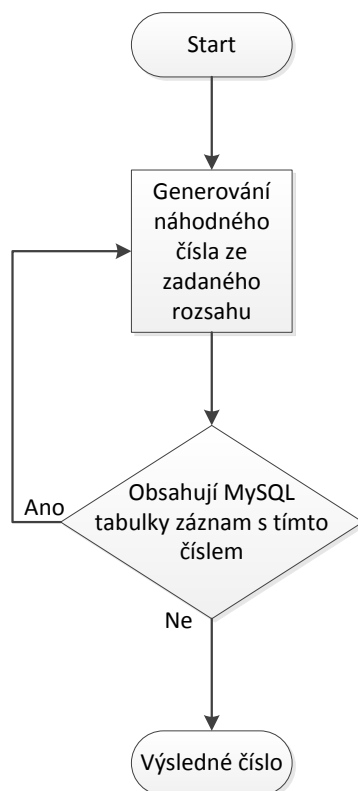 Start
Generování
náhodného
čísla ze
zadaného
rozsahu
Obsahují MySQL
tabulky záznam s tímto
číslem
Ano
Ne
Výsledné číslo